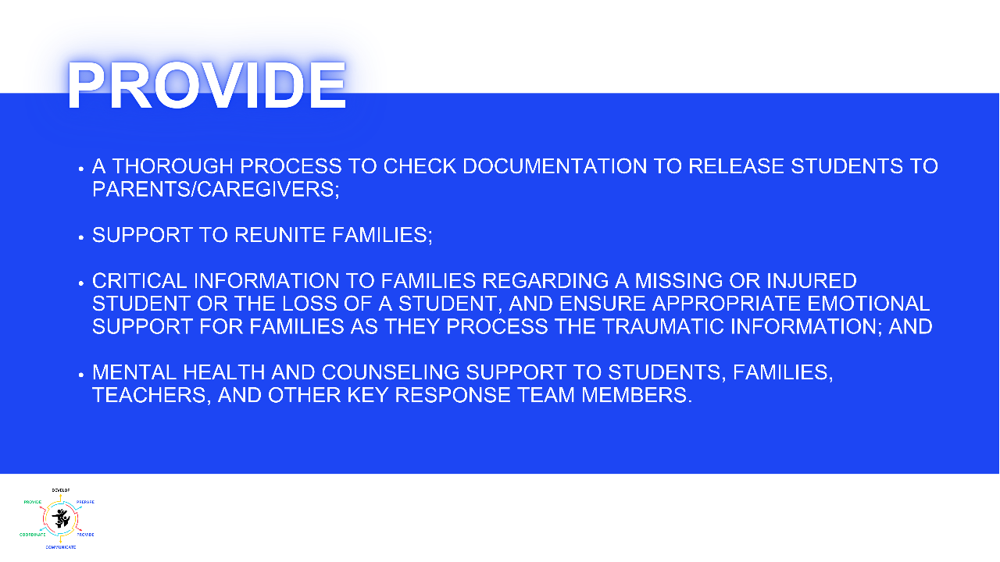 PROVIDE
• A THOROUGH PROCESS TO CHECK DOCUMENTATION TO RELEASE STUDENTS TO
PARENTS/CAREGIVERS;
• SUPPORT TO REUNITE FAMILIES;
• CRITICAL INFORMATION TO FAMILIES REGARDING A MISSING OR INJURED
STUDENT OR THE LOSS OF A STUDENT, AND ENSURE APPROPRIATE EMOTIONAL
SUPPORT FOR FAMILIES AS THEY PROCESS THE TRAUMATIC INFORMATION; AND
• MENTAL HEALTH AND COUNSELING SUPPORT TO STUDENTS, FAMILIES,
TEACHERS, AND OTHER KEY RESPONSE TEAM MEMBERS.
DEVELOP
PROVIDE
PREPARE
COORDINATE
PROVIDE
COMMUNICATE